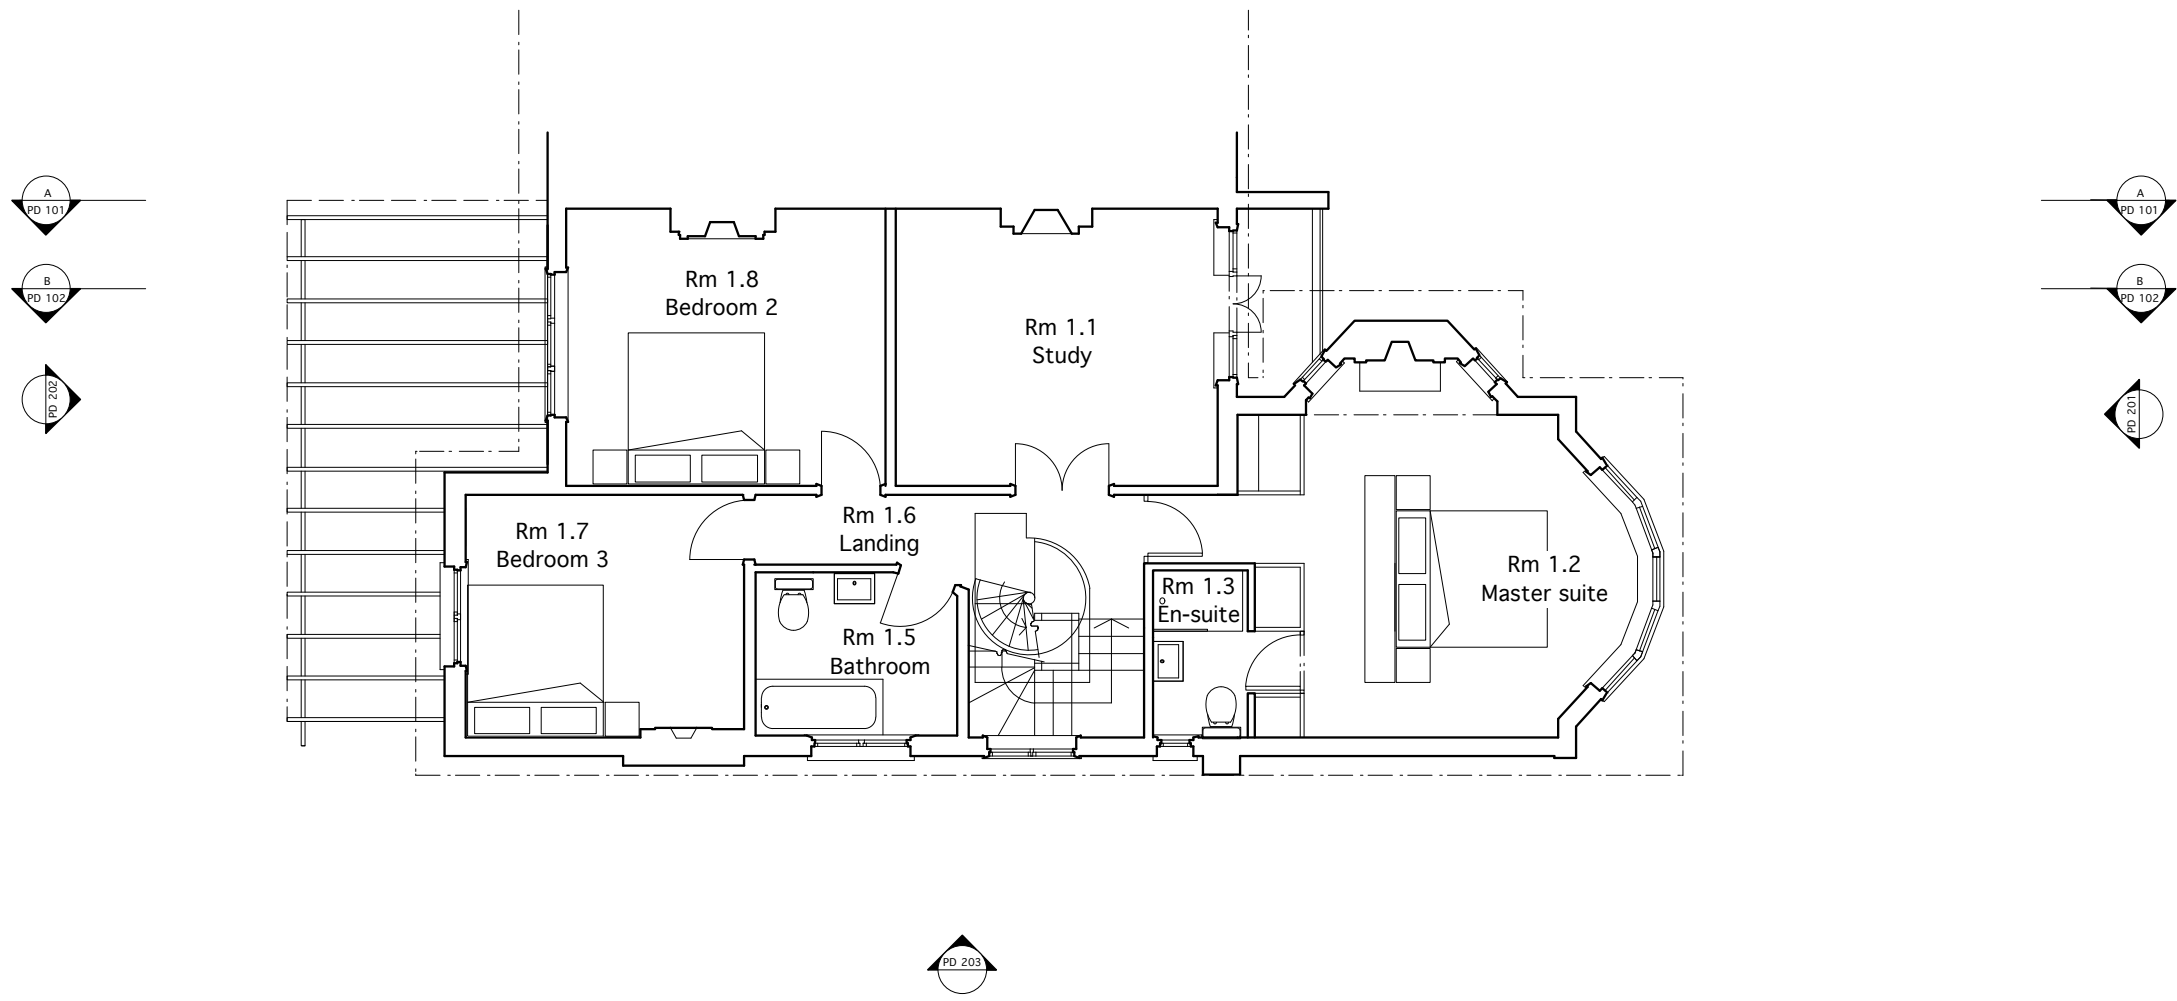 A
PD 101
A
PD 101
B
PD 102
B
PD 102
PD 202
PD 201
Rm 1.8
Bedroom 2
Rm 1.1
Study
Rm 1.7
Bedroom 3
Rm 1.6
Landing
Rm 1.2
Master suite
Rm 1.3
En-suite
Rm 1.5
Bathroom
PD 203